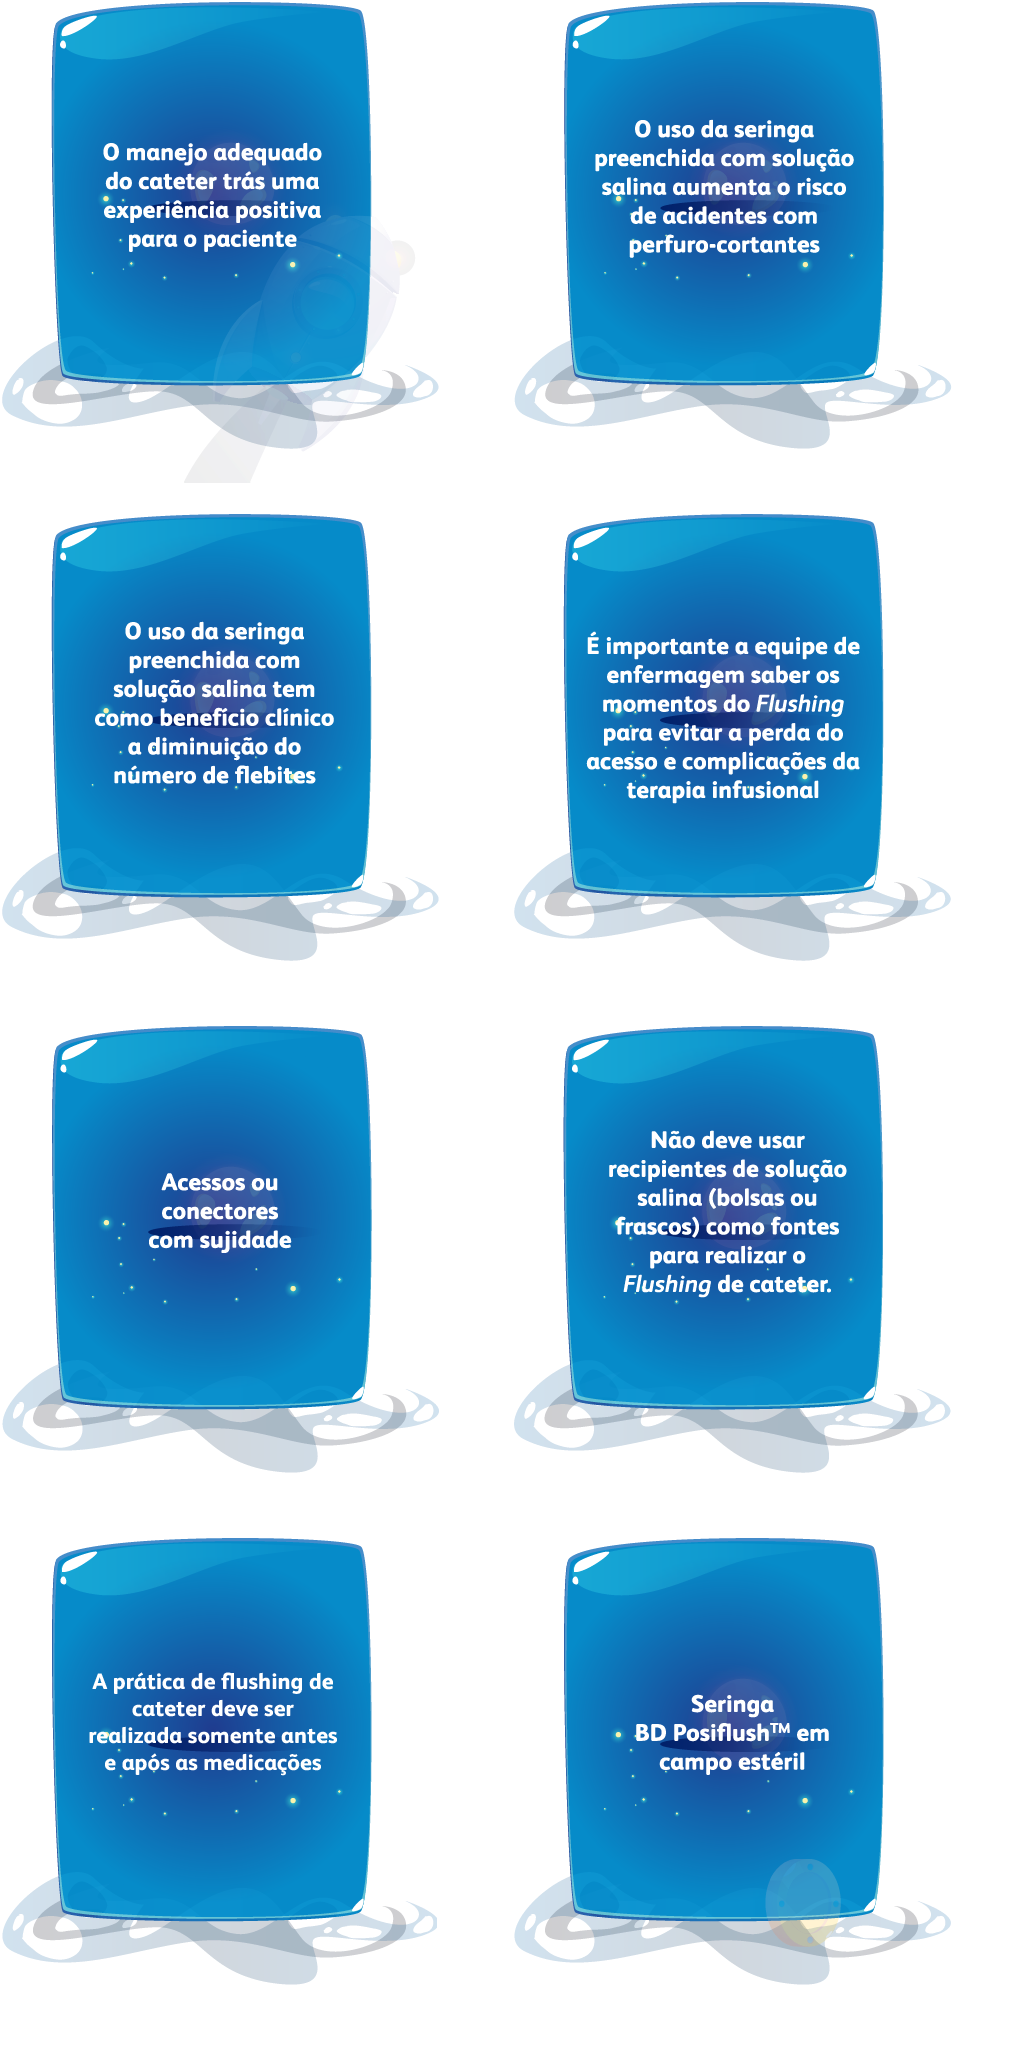 O manejo adequado
do cateter trás uma
experiência positiva
para o paciente
O uso da seringa
preenchida com solução
salina aumenta o risco
de acidentes com
perfuro-cortantes
O uso da seringa
preenchida com
solução salina tem
como benefício clínico
a diminuição do
número de flebites
É importante a equipe de
enfermagem saber os
momentos do Flushing
para evitar a perda do
acesso e complicações da
terapia infusional
Acessos ou
conectores
com sujidade
Não deve usar
recipientes de solução
salina (bolsas ou
frascos) como fontes
para realizar o
Flushing de cateter.
A prática de flushing de
cateter deve ser
realizada somente antes
e após as medicações
Seringa
BD Posiflush™ em
campo estéril